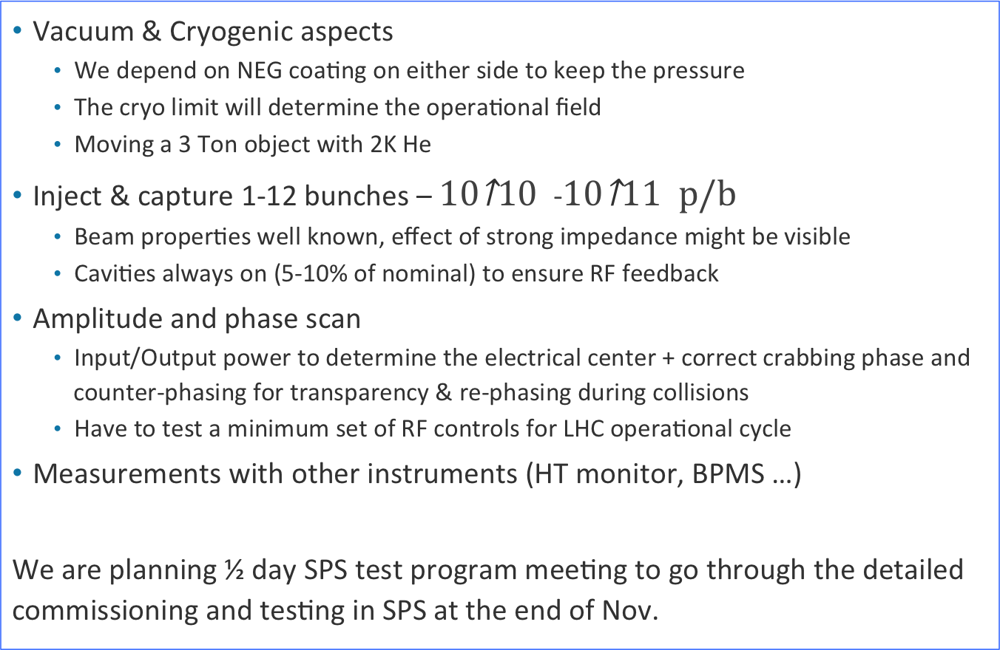 • Vacuum & Cryogenic aspects
• We depend on NEG coating on either side to keep the pressure
• The cryo limit will determine the operational field
• Moving a 3 Ton object with 2K He
• Inject & capture 1-12 bunches – 10↑10 -10↑11 p/b
• Beam properties well known, effect of strong impedance might be visible
• Cavities always on (5-10% of nominal) to ensure RF feedback
• Amplitude and phase scan
• Input/Output power to determine the electrical center + correct crabbing phase and
counter-phasing for transparency & re-phasing during collisions
• Have to test a minimum set of RF controls for LHC operational cycle
• Measurements with other instruments (HT monitor, BPMS ...)
We are planning ½ day SPS test program meeting to go through the detailed
commissioning and testing in SPS at the end of Nov.